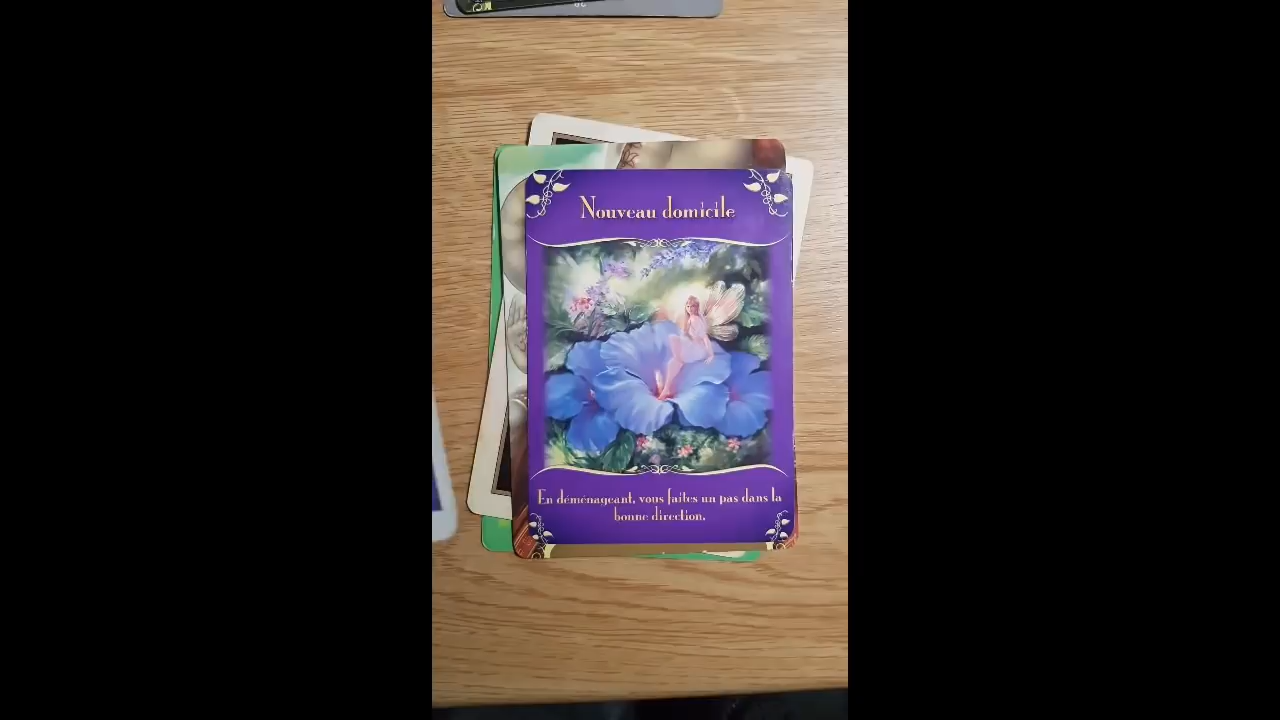 Nouveau domicile
En déménageant, vous faites un pas dans la
bonne direction.